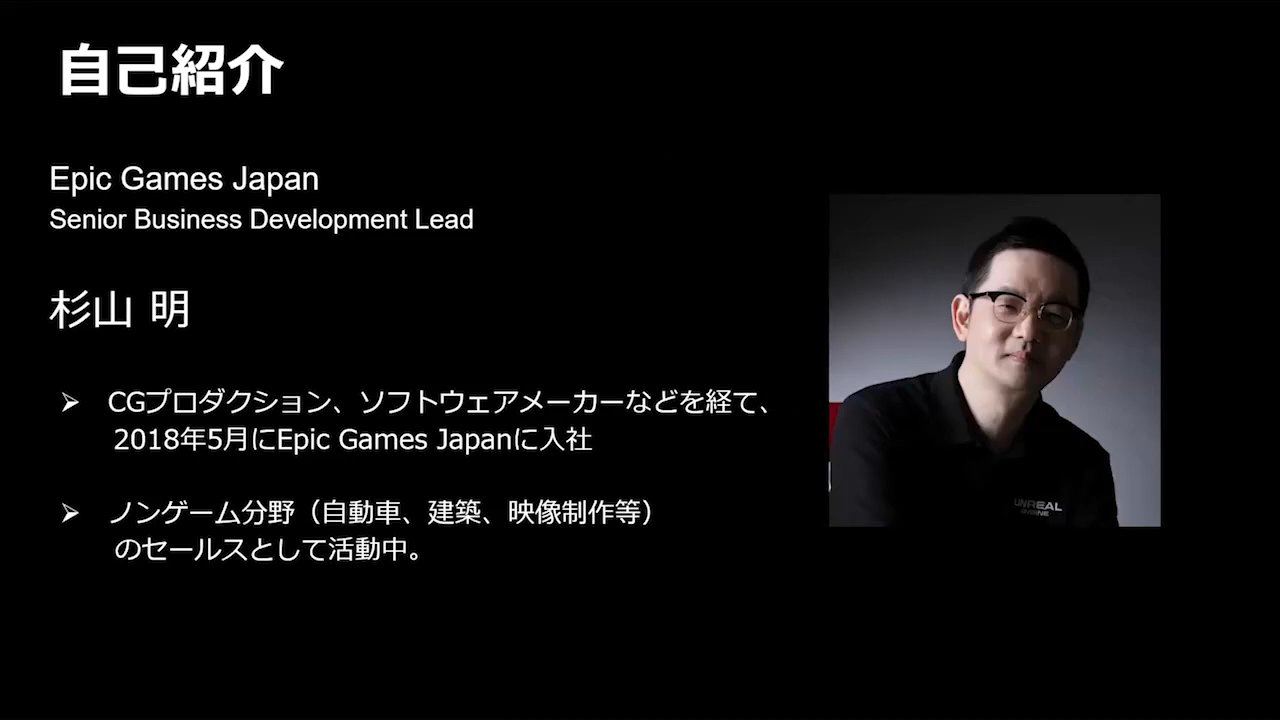 自己紹介
Epic Games Japan
Senior Business Development Lead
杉山 明
➢ CGプロダクション、ソフトウェアメーカーなどを経て、
2018年5月にEpic Games Japanに入社
➢ ノンゲーム分野（自動車、建築、映像制作等）
のセールスとして活動中。
UNREAL
ENGINE